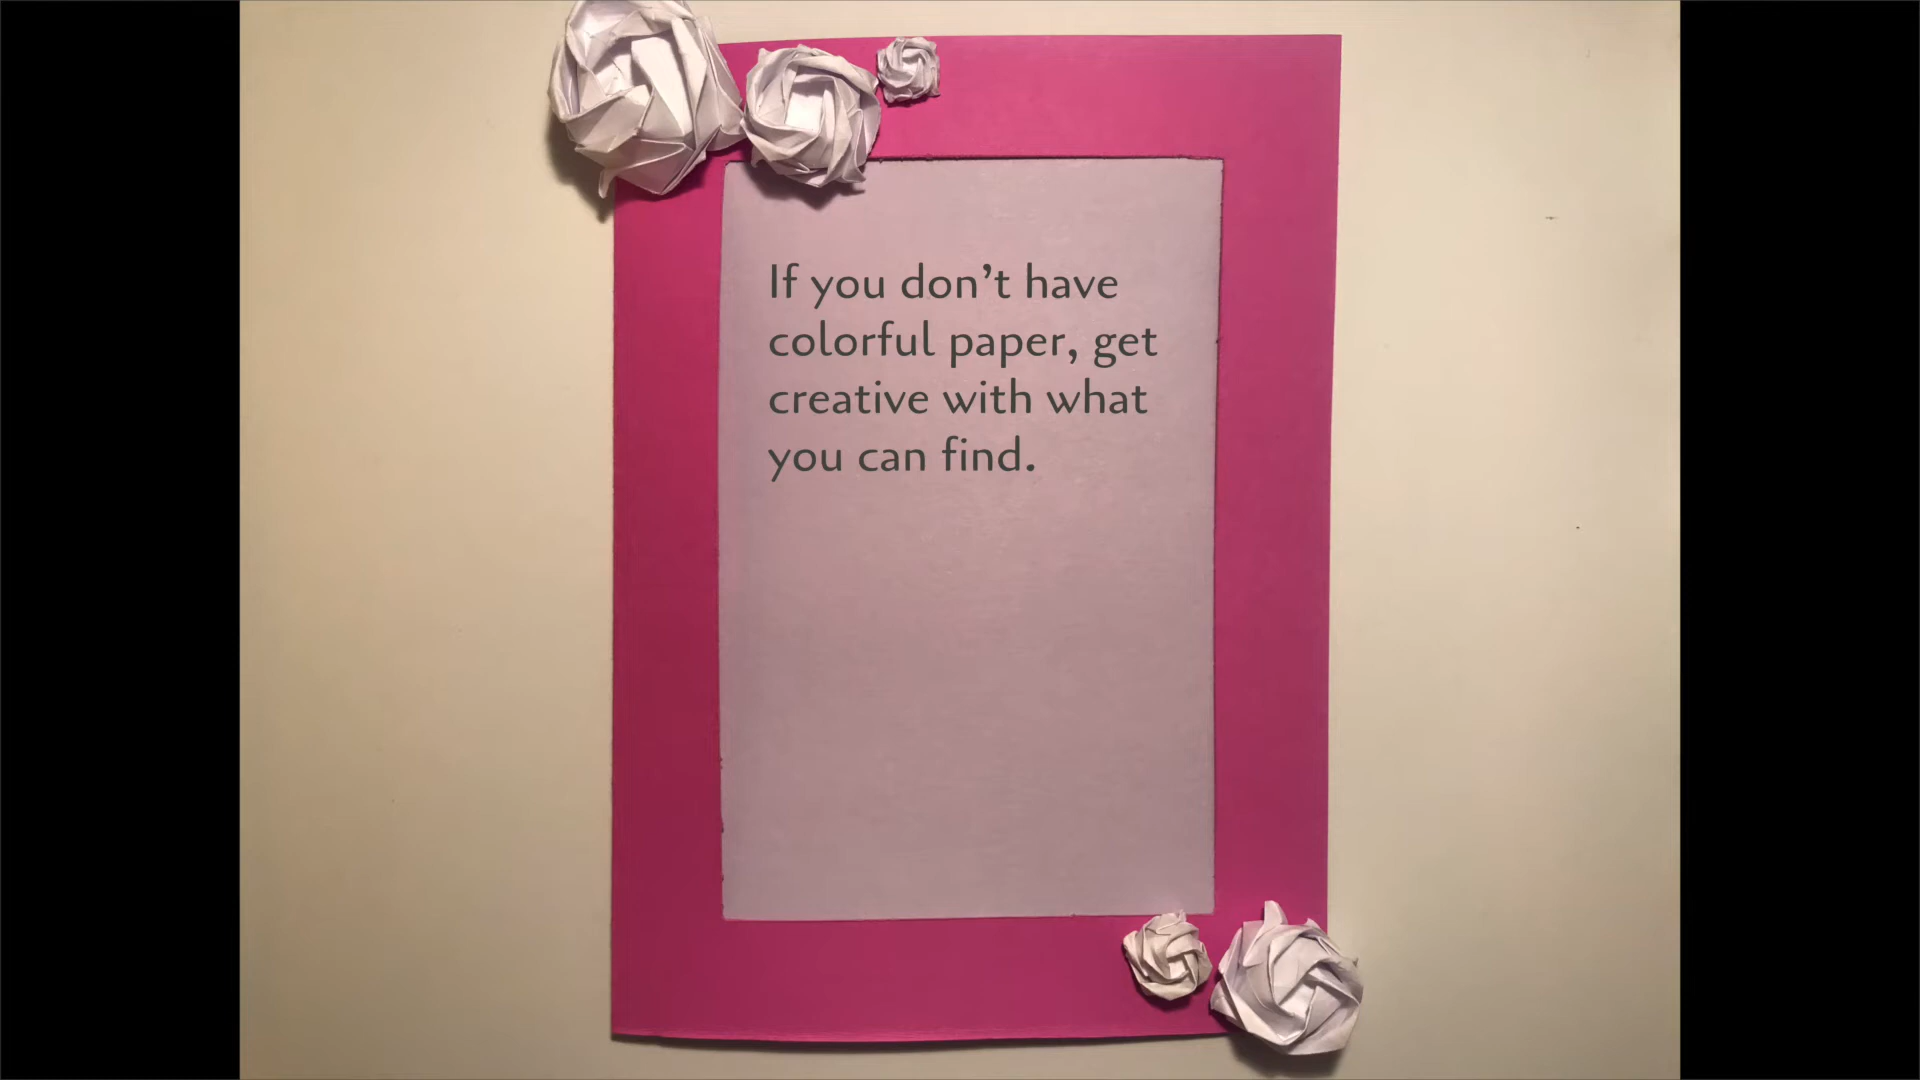 If you don’t have
colorful paper, get
creative with what
you can find.